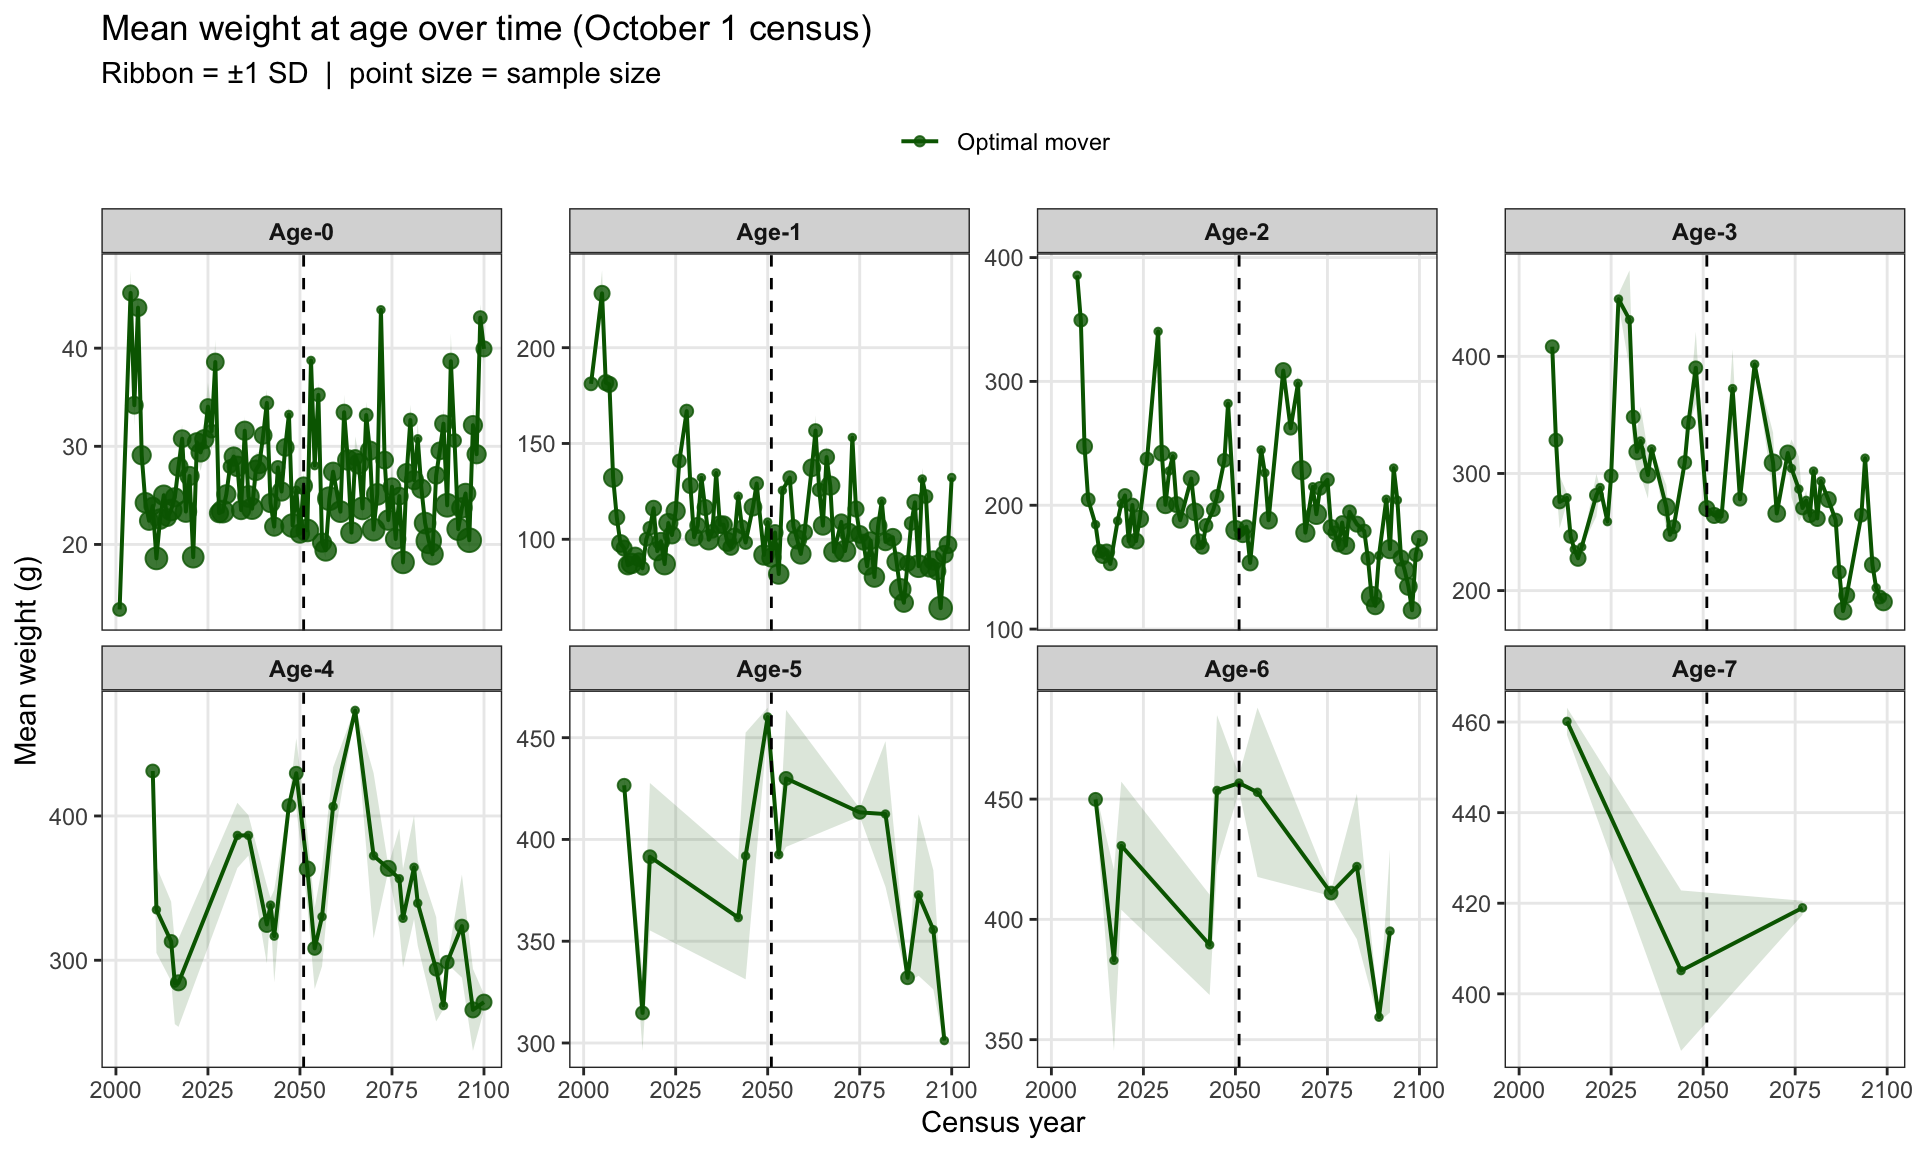 Mean weight at age over time (October 1 census)
Ribbon = ±1 SD | point size = sample size
Optimal mover
Age-0
Age-1
Age-2
Age-3
40
30
20
200
150
100
400
300
200
100
400
300
200
Mean weight (g)
Age-4
Age-5
Age-6
Age-7
400
300
450
400
350
300
450
400
350
460
440
420
400
2000 2025 2050 2075 2100
2000 2025 2050 2075 2100
2000 2025 2050 2075 2100
2000 2025 2050 2075 2100
Census year